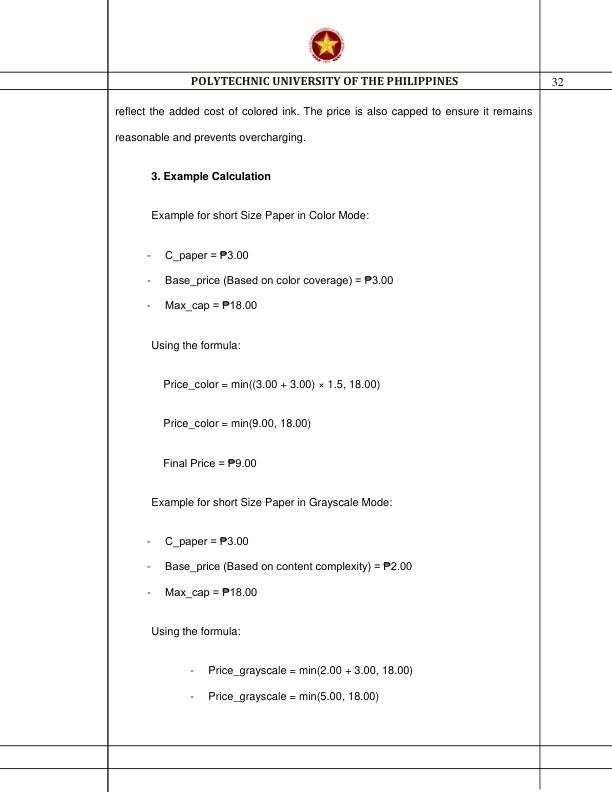 POLYTECHNIC UNIVERSITY OF THE PHILIPPINES 32
reflect the added cost of colored ink. The price is also capped to ensure it remains
reasonable and prevents overcharging.
3. Example Calculation
Example for short Size Paper in Color Mode:
- C_paper = ₱3.00
- Base_price (Based on color coverage) = ₱3.00
- Max_cap = ₱18.00
Using the formula:
Price_color = min((3.00 + 3.00) × 1.5, 18.00)
Price_color = min(9.00, 18.00)
Final Price = ₱9.00
Example for short Size Paper in Grayscale Mode:
- C_paper = ₱3.00
- Base_price (Based on content complexity) = ₱2.00
- Max_cap = ₱18.00
Using the formula:
- Price_grayscale = min(2.00 + 3.00, 18.00)
- Price_grayscale = min(5.00, 18.00)